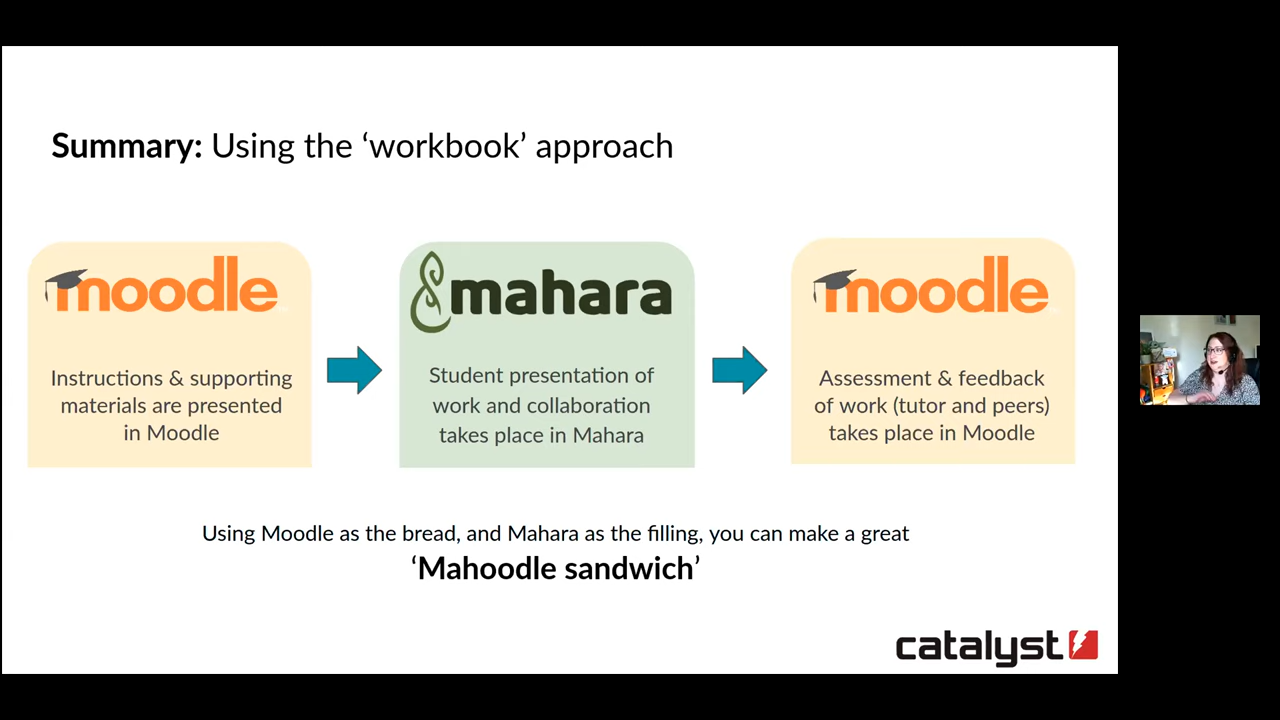 Summary: Using the ‘workbook’ approach
moodle
Instructions & supporting
materials are presented
in Moodle
mahara
Student presentation of
work and collaboration
takes place in Mahara
moodle
Assessment & feedback
of work (tutor and peers)
takes place in Moodle
Using Moodle as the bread, and Mahara as the filling, you can make a great
‘Mahoodle sandwich’
catalyst